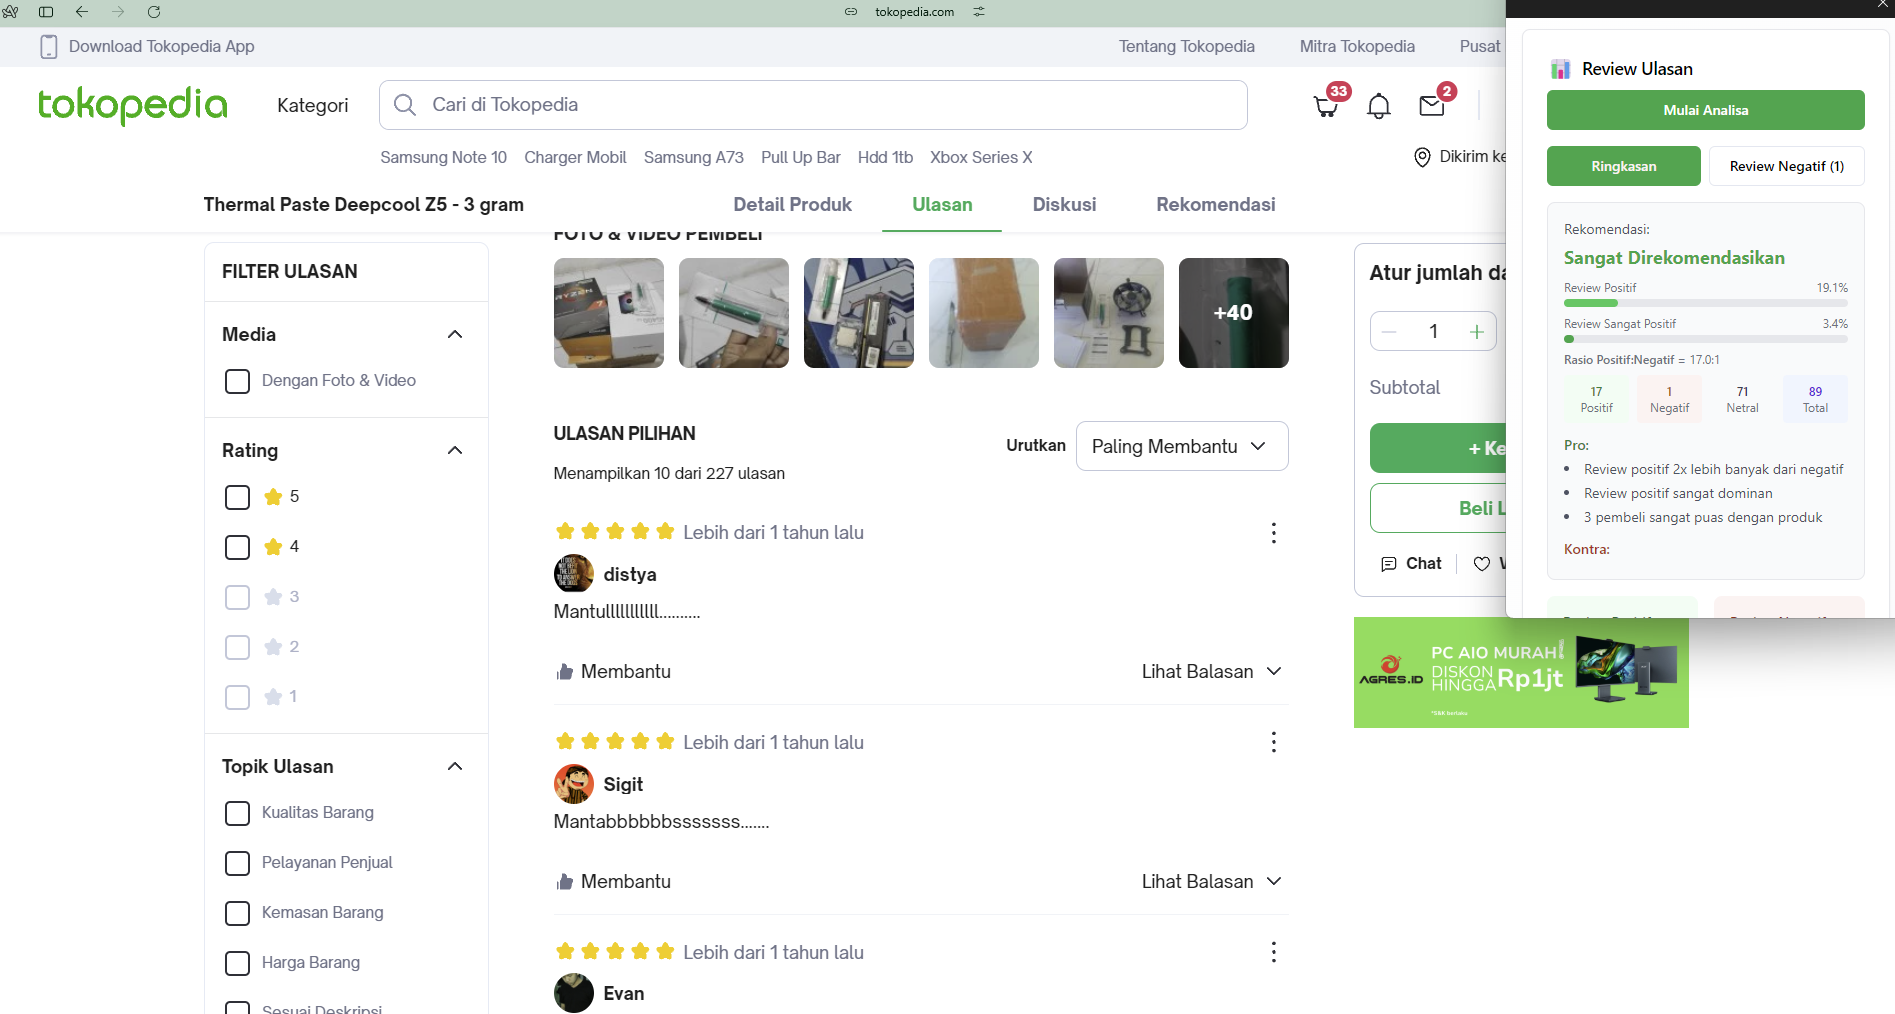 tokopedia.com
Download Tokopedia App
Tentang Tokopedia
Mitra Tokopedia
Pusat
tokopedia
Kategori
Cari di Tokopedia
33
2
Samsung Note 10
Charger Mobil
Samsung A73
Pull Up Bar
Hdd 1tb
Xbox Series X
Dikirim ke
Thermal Paste Deepcool Z5 - 3 gram
Detail Produk
Ulasan
Diskusi
Rekomendasi
FILTER ULASAN
Media
Dengan Foto & Video
Rating
5
4
3
2
1
Topik Ulasan
Kualitas Barang
Pelayanan Penjual
Kemasan Barang
Harga Barang
Sesuai Deskripsi
FOTO & VIDEO PEMBELI
RYZEN
+40
ULASAN PILIHAN
Menampilkan 10 dari 227 ulasan
Urutkan
Paling Membantu
Lebih dari 1 tahun lalu
distya
Mantullllllllllll..........
Membantu
Lihat Balasan
Lebih dari 1 tahun lalu
Sigit
Mantabbbbbbsssssss.......
Membantu
Lihat Balasan
Lebih dari 1 tahun lalu
Evan
Atur jumlah da
1
Subtotal
+ Ke
Beli L
Chat
AGRES.ID
PC AIO MURAH!
DISKON
HINGGA
Rp1jt
Review Ulasan
Mulai Analisa
Ringkasan
Review Negatif (1)
Rekomendasi:
Sangat Direkomendasikan
Review Positif
19.1%
Review Sangat Positif
3.4%
Rasio Positif:Negatif = 17.0:1
17
Positif
1
Negatif
71
Netral
89
Total
Pro:
Review positif 2x lebih banyak dari negatif
Review positif sangat dominan
3 pembeli sangat puas dengan produk
Kontra: